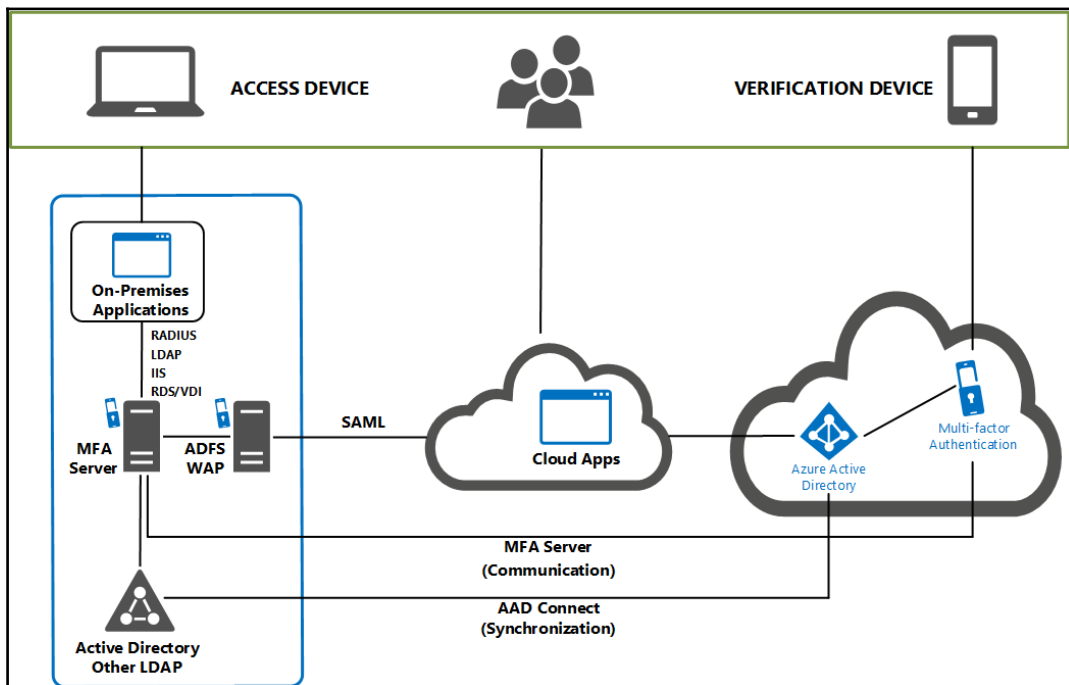 ACCESS DEVICE
VERIFICATION DEVICE
On-Premises
Applications
RADIUS
LDAP
IIS
RDS/VDI
MFA
Server
ADFS
WAP
SAML
Cloud Apps
Azure Active
Directory
Multi-factor
Authentication
MFA Server
(Communication)
AAD Connect
(Synchronization)
Active Directory
Other LDAP